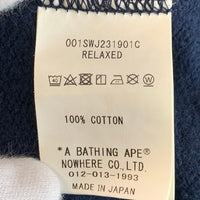 001SWJ231901C
RELAXED
100% COTTON
*A BATHING APE®
NOWHERE CO.,LTD.
012-013-1993
MADE IN JAPAN